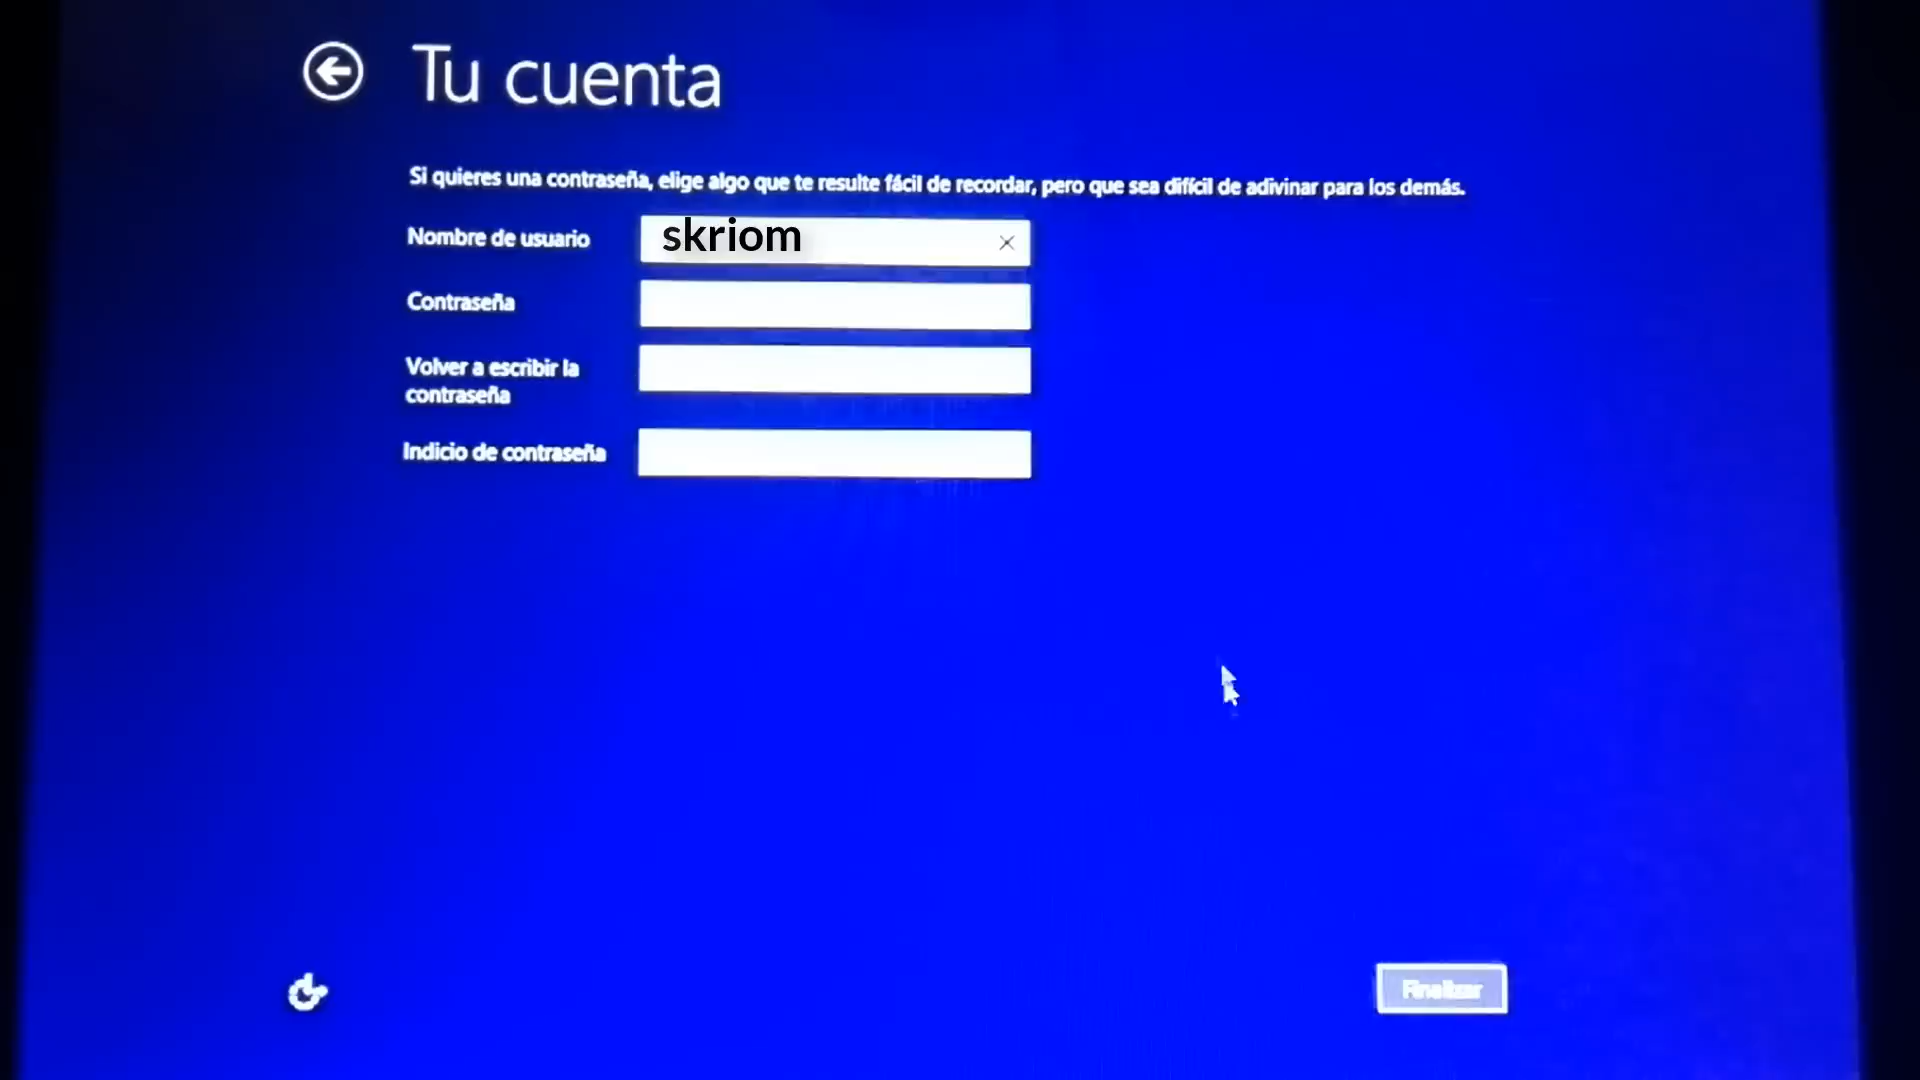 Tu cuenta
Si quieres una contraseña, elige algo que te resulte fácil de recordar, pero que sea difícil de adivinar para los demás.
Nombre de usuario
skriom
Contraseña
Volver a escribir la
contraseña
Indicio de contraseña
Finalizar